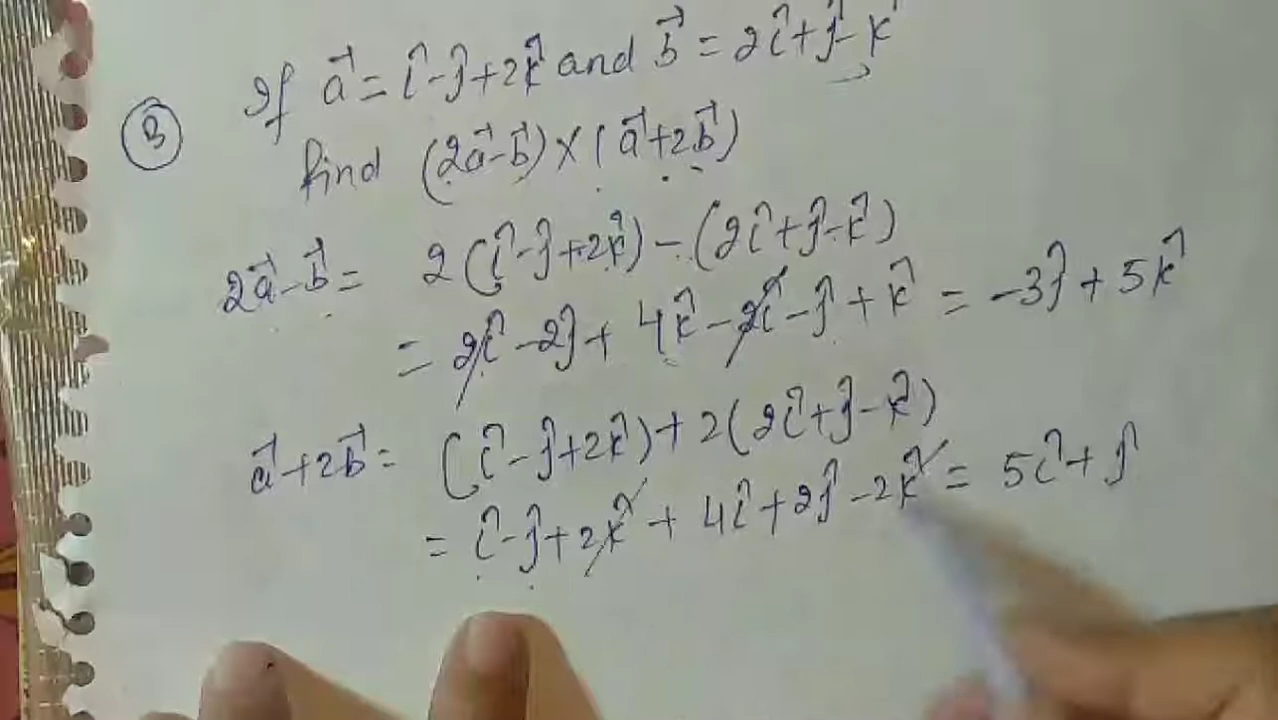 (3) If a⃗ = î-ĵ+2k̂ and b⃗ = 2î+ĵ-k̂
find (2a⃗-b⃗)×(a⃗+2b⃗)
2a⃗-b⃗ = 2(î-ĵ+2k̂)-(2î+ĵ-k̂)
= 2î-2ĵ+4k̂-2î-ĵ+k̂ = -3ĵ+5k̂
a⃗+2b⃗ = (î-ĵ+2k̂)+2(2î+ĵ-k̂)
= î-ĵ+2k̂+4î+2ĵ-2k̂ = 5î+ĵ